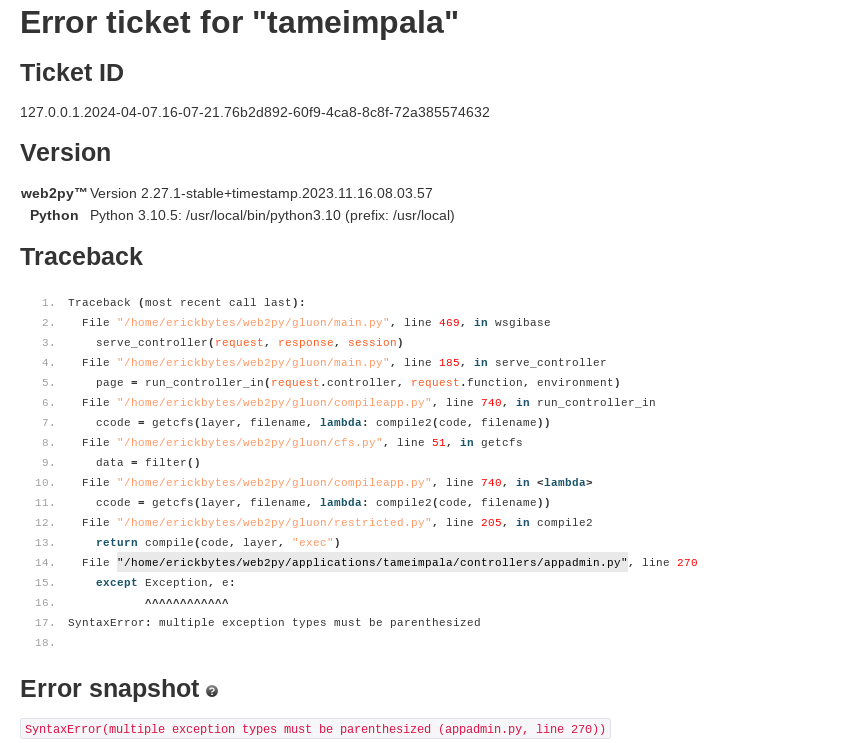 Error ticket for "tameimpala"
Ticket ID
127.0.0.1.2024-04-07.16-07-21.76b2d892-60f9-4ca8-8c8f-72a385574632
Version
web2py™ Version 2.27.1-stable+timestamp.2023.11.16.08.03.57
Python Python 3.10.5: /usr/local/bin/python3.10 (prefix: /usr/local)
Traceback
1. Traceback (most recent call last):
2. File "/home/erickbytes/web2py/gluon/main.py", line 469, in wsgibase
3. serve_controller(request, response, session)
4. File "/home/erickbytes/web2py/gluon/main.py", line 185, in serve_controller
5. page = run_controller_in(request.controller, request.function, environment)
6. File "/home/erickbytes/web2py/gluon/compileapp.py", line 740, in run_controller_in
7. ccode = getcfs(layer, filename, lambda: compile2(code, filename))
8. File "/home/erickbytes/web2py/gluon/cfs.py", line 51, in getcfs
9. data = filter()
10. File "/home/erickbytes/web2py/gluon/compileapp.py", line 740, in <lambda>
11. ccode = getcfs(layer, filename, lambda: compile2(code, filename))
12. File "/home/erickbytes/web2py/gluon/restricted.py", line 205, in compile2
13. return compile(code, layer, "exec")
14. File "/home/erickbytes/web2py/applications/tameimpala/controllers/appadmin.py", line 270
15. except Exception, e:
16. ^^^^^^^^^^^^
17. SyntaxError: multiple exception types must be parenthesized
18.
Error snapshot ?
SyntaxError(multiple exception types must be parenthesized (appadmin.py, line 270))